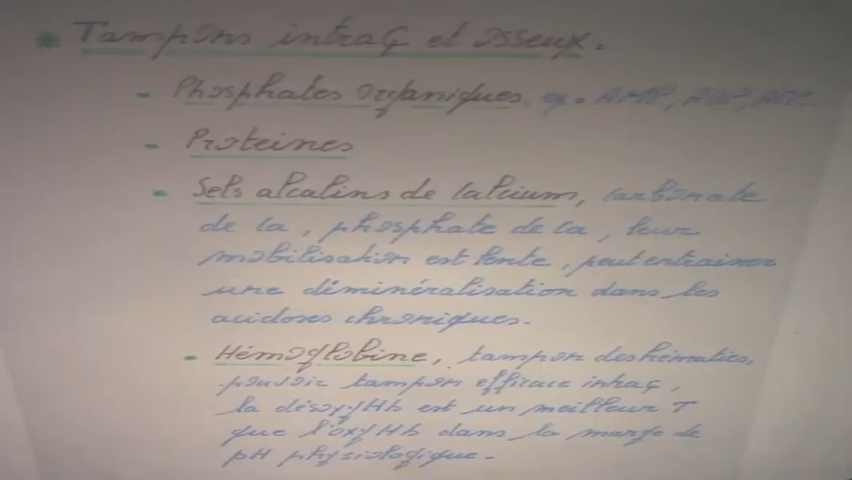 * Tampons intraç et osseux.
- Phosphates organiques, ex = AMP, ADP, ATP...
- Protéines
- Sels alcalins de Calcium, carbonate
de Ca, phosphate de Ca, leur
mobilisation est lente, peut entrainer
une déminéralisation dans les
acidoses chroniques.
- Hémoglobine, tampon des hématies,
pouvoir tampon efficace intraç,
la désoxyHb est un meilleur T
que l'oxyHb dans la marge de
pH physiologique.